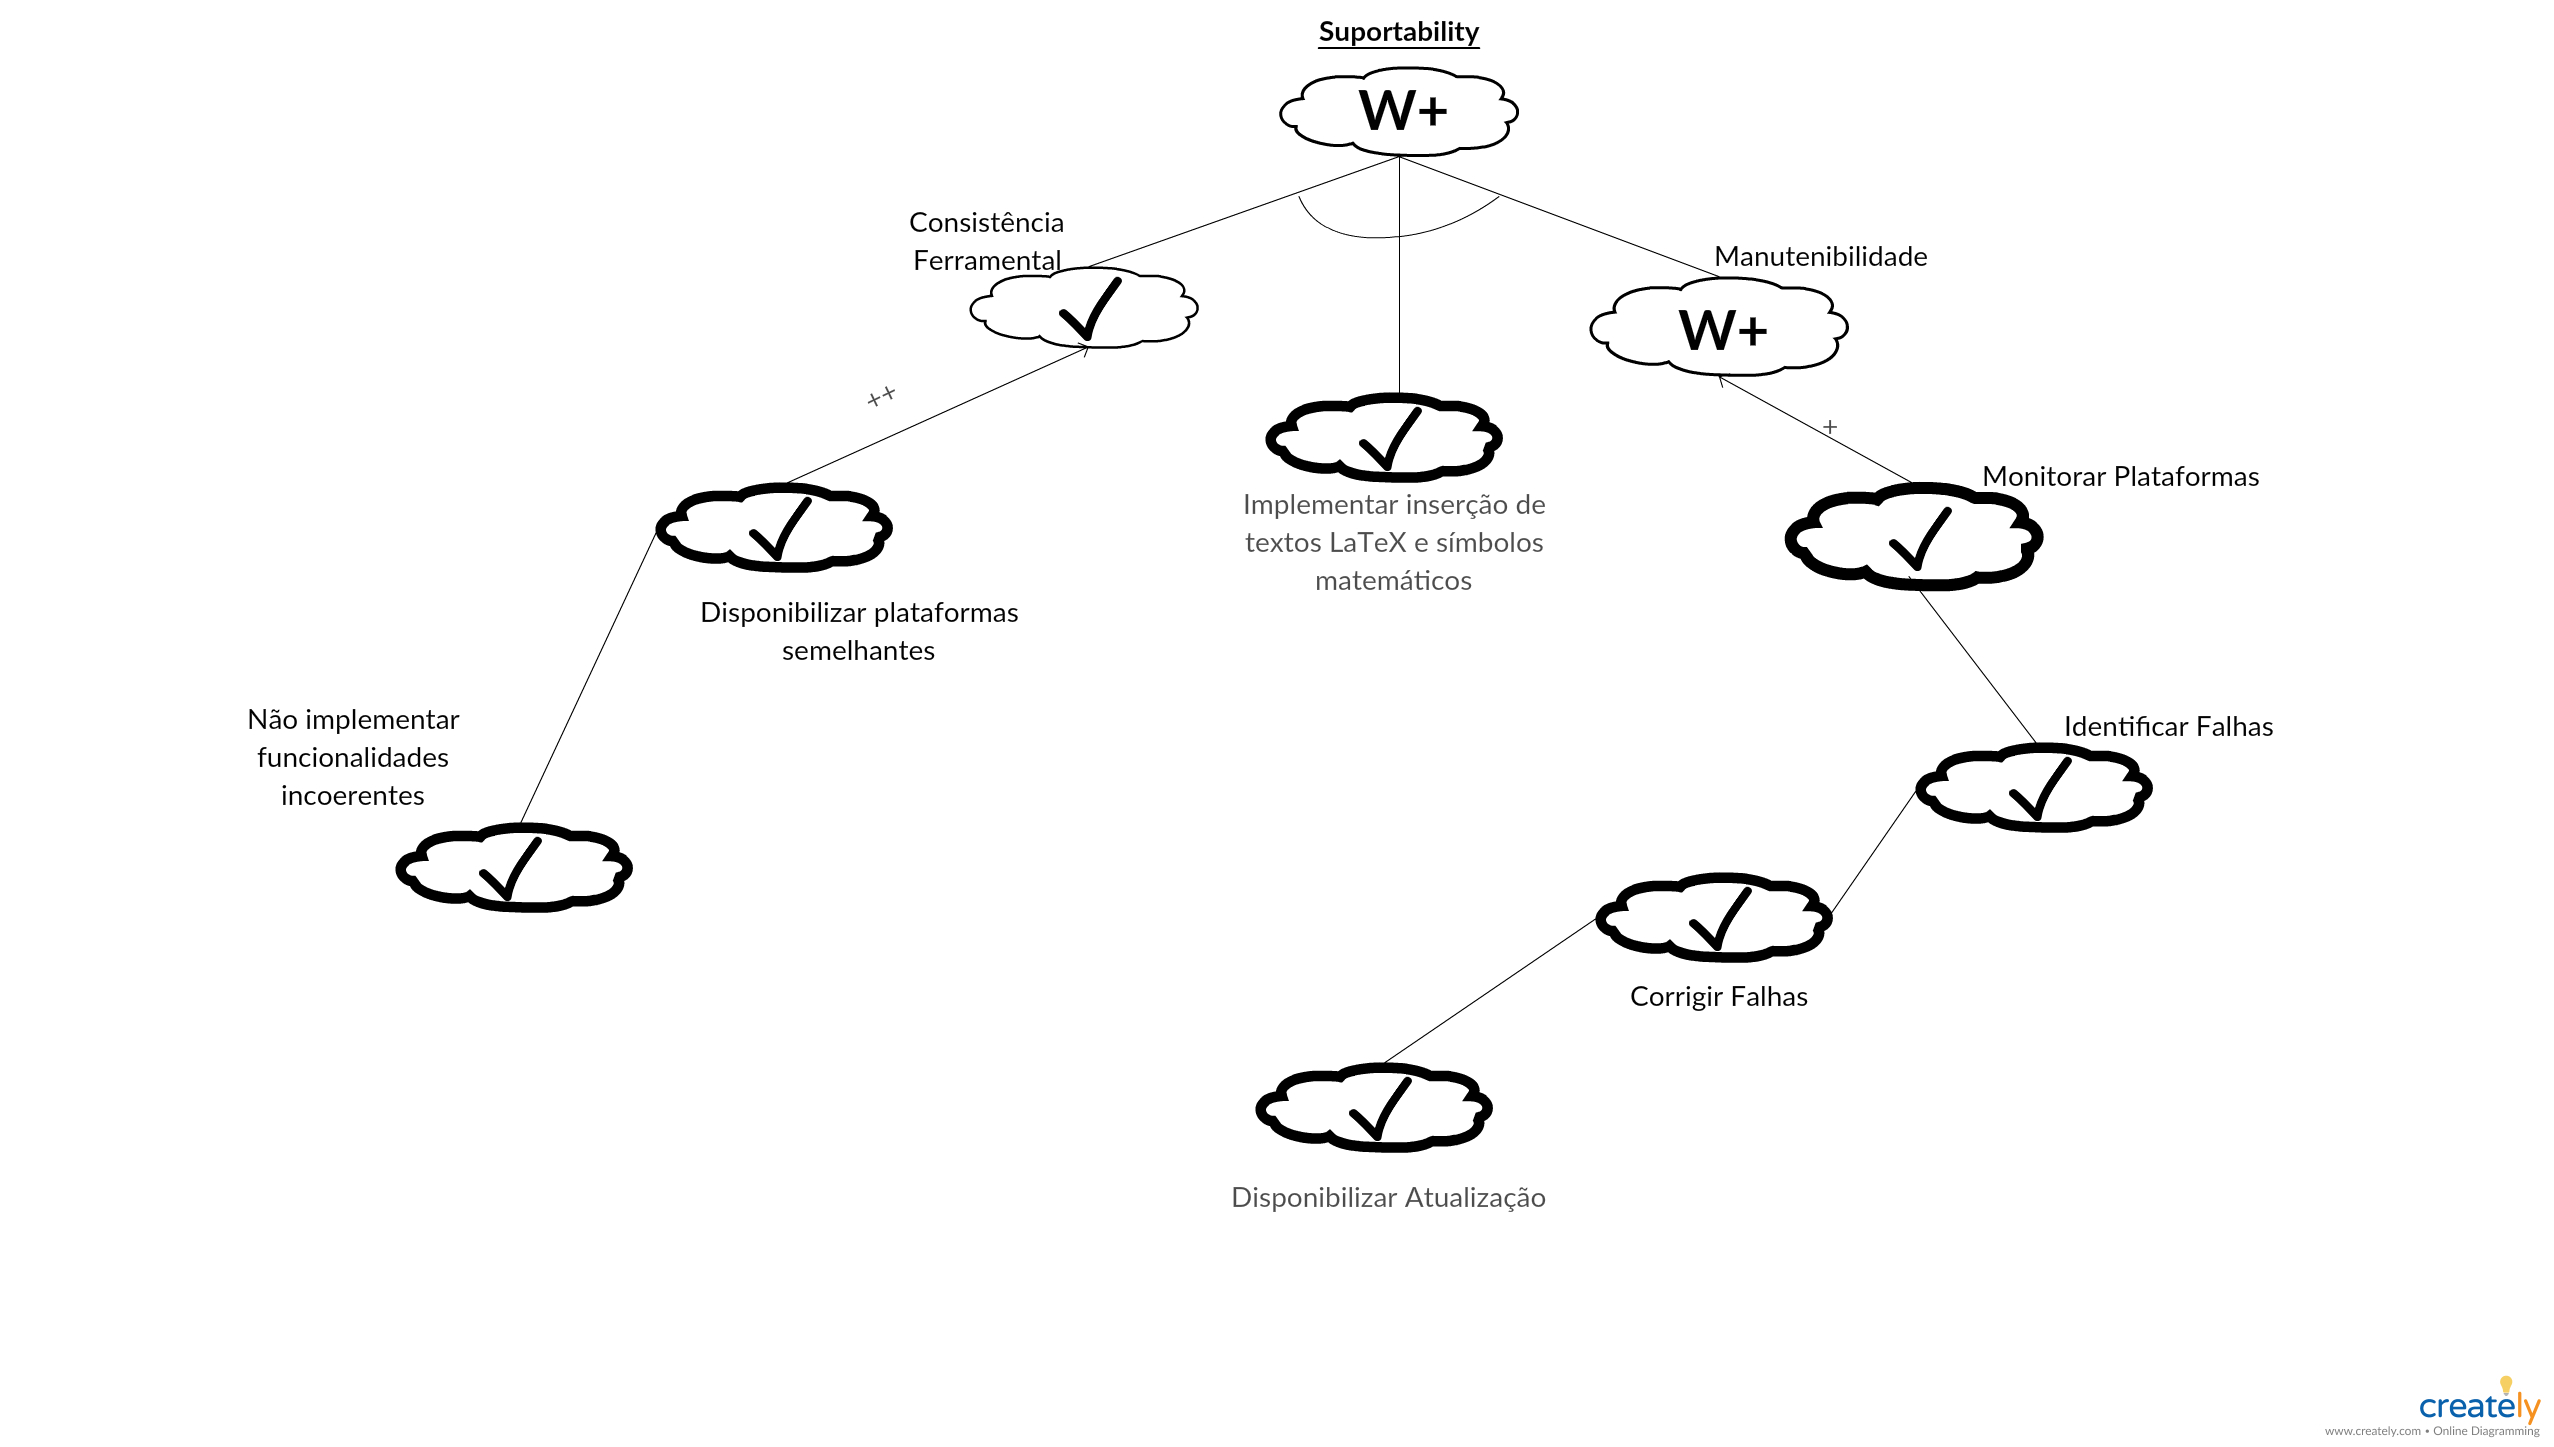 Suportability
W+
Consistência
Ferramental
Manutenibilidade
W+
++
+
Monitorar Plataformas
Implementar inserção de
textos LaTeX e símbolos
matemáticos
Disponibilizar plataformas
semelhantes
Não implementar
funcionalidades
incoerentes
Identificar Falhas
Corrigir Falhas
Disponibilizar Atualização
creately
www.creately.com • Online Diagramming